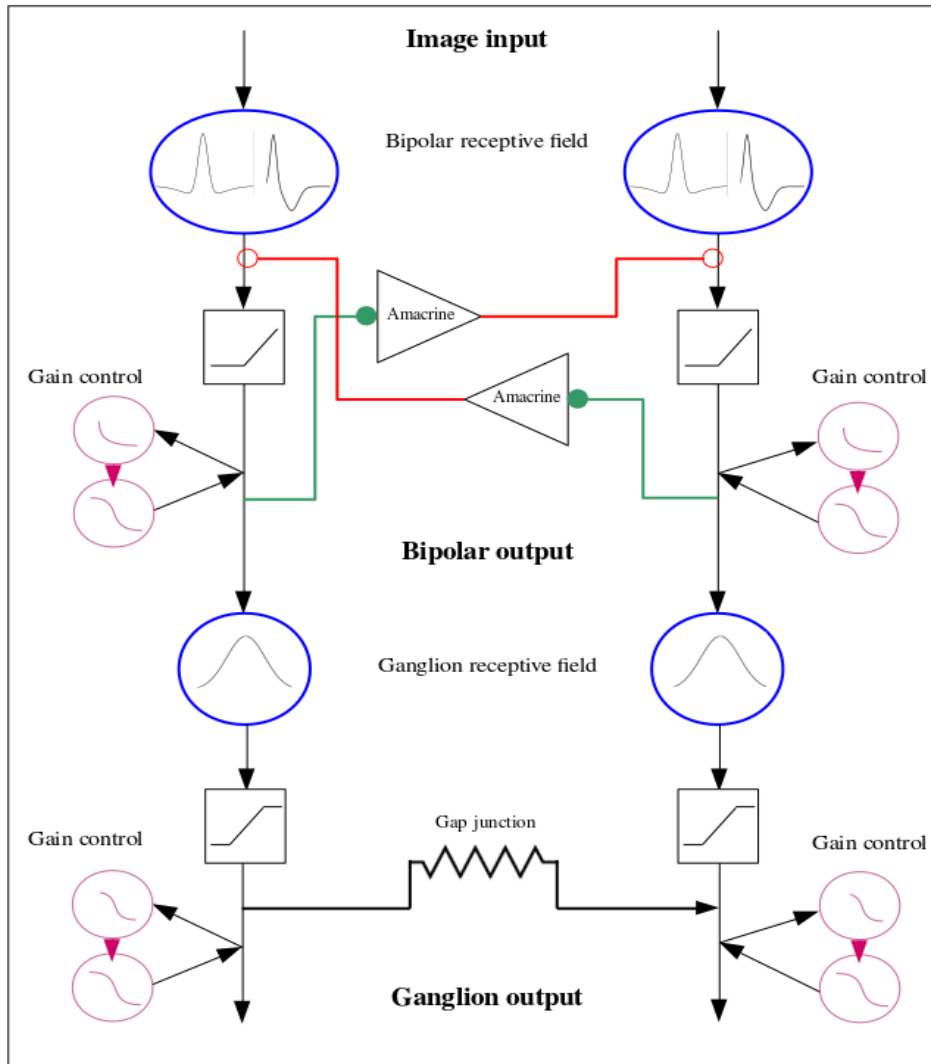 Image input
Bipolar receptive field
Amacrine
Amacrine
Gain control
Gain control
Bipolar output
Ganglion receptive field
Gap junction
Gain control
Gain control
Ganglion output